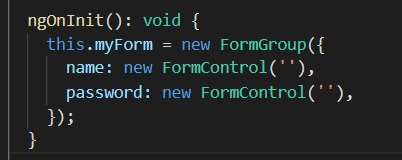 ngOnInit(): void {
  this.myForm = new FormGroup({
    name: new FormControl(''),
    password: new FormControl(''),
  });
}